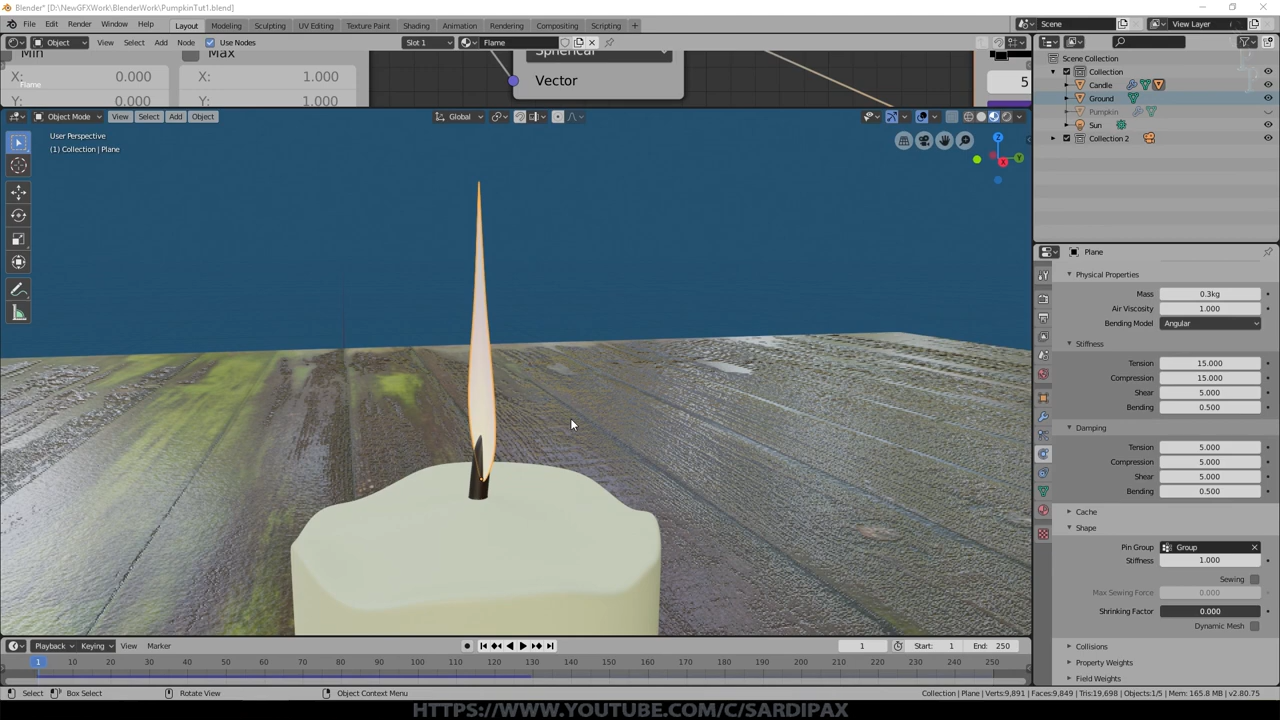 Blender* [D:\NewGFXWork\BlenderWork\PumpkinTut1.blend]
File Edit Render Window Help Layout Modeling Sculpting UV Editing Texture Paint Shading Animation Rendering Compositing Scripting + Scene View Layer
Object View Select Add Node Use Nodes Slot 1 Flame
Min Max Spherical
X: 0.000 X: 1.000 Vector 5
Flame
Y: 0.000 Y: 1.000
Object Mode View Select Add Object Global
User Perspective
(1) Collection | Plane
Z
Y
X
Scene Collection
Collection
Candle
Ground
Pumpkin
Sun
Collection 2
Plane
Physical Properties
Mass 0.3kg
Air Viscosity 1.000
Bending Model Angular
Stiffness
Tension 15.000
Compression 15.000
Shear 5.000
Bending 0.500
Damping
Tension 5.000
Compression 5.000
Shear 5.000
Bending 0.500
Cache
Shape
Pin Group Group
Stiffness 1.000
Sewing
Max Sewing Force 0.000
Shrinking Factor 0.000
Dynamic Mesh
Collisions
Property Weights
Field Weights
Playback Keying View Marker 1 Start: 1 End: 250
1 10 20 30 40 50 60 70 80 90 100 110 120 130 140 150 160 170 180 190 200 210 220 230 240 250
Select Box Select Rotate View Object Context Menu Collection | Plane | Verts:9,891 | Faces:9,849 | Tris:19,698 | Objects:1/5 | Mem: 165.8 MB | v2.80.75
HTTPS://WWW.YOUTUBE.COM/C/SARDIPAX